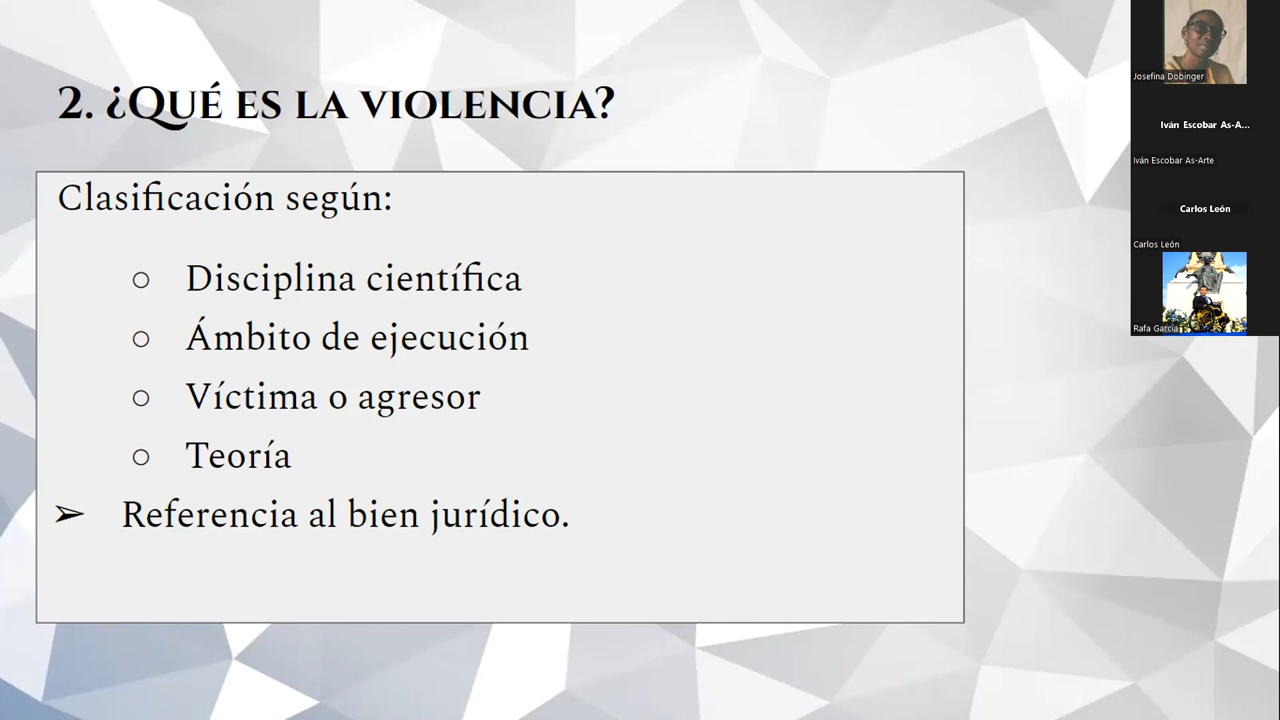 2. ¿QUÉ ES LA VIOLENCIA?
Clasificación según:
○ Disciplina científica
○ Ámbito de ejecución
○ Víctima o agresor
○ Teoría
➢ Referencia al bien jurídico.
Josefina Dobinger
Iván Escobar As-A...
Iván Escobar As-Arte
Carlos León
Carlos León
Rafa García